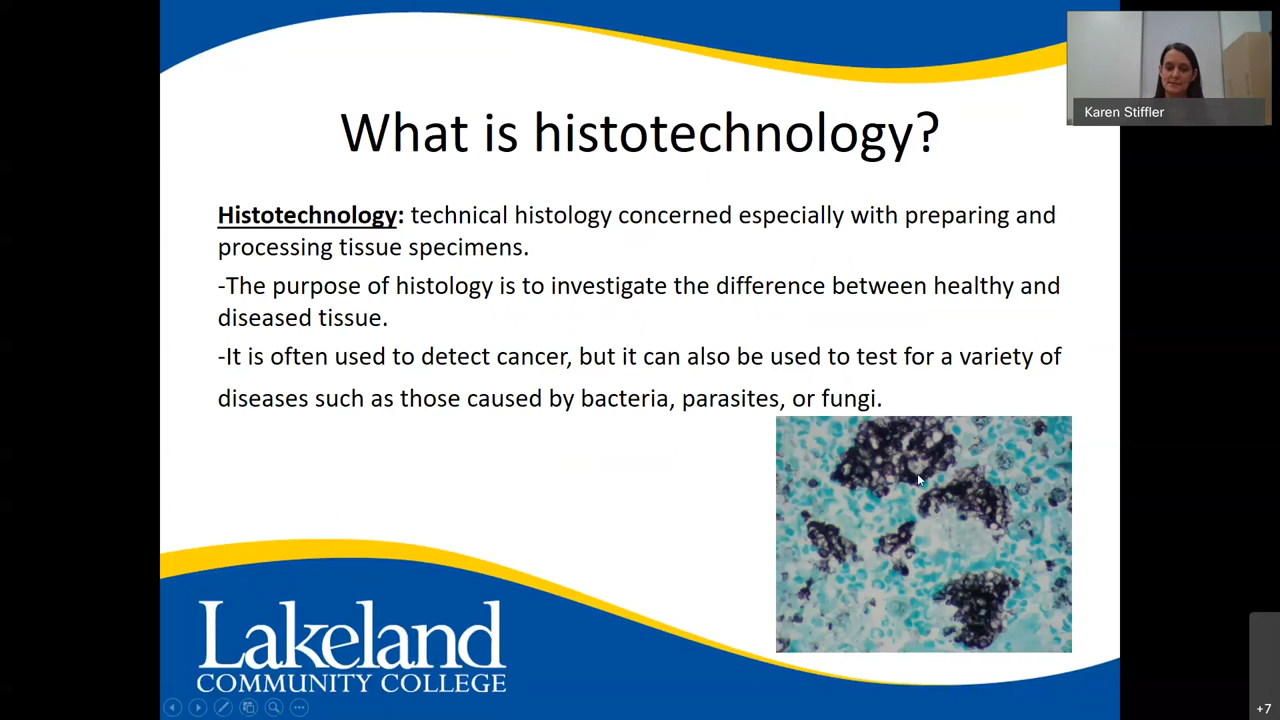 Karen Stiffler
What is histotechnology?
Histotechnology: technical histology concerned especially with preparing and
processing tissue specimens.
-The purpose of histology is to investigate the difference between healthy and
diseased tissue.
-It is often used to detect cancer, but it can also be used to test for a variety of
diseases such as those caused by bacteria, parasites, or fungi.
Lakeland
COMMUNITY COLLEGE
+7